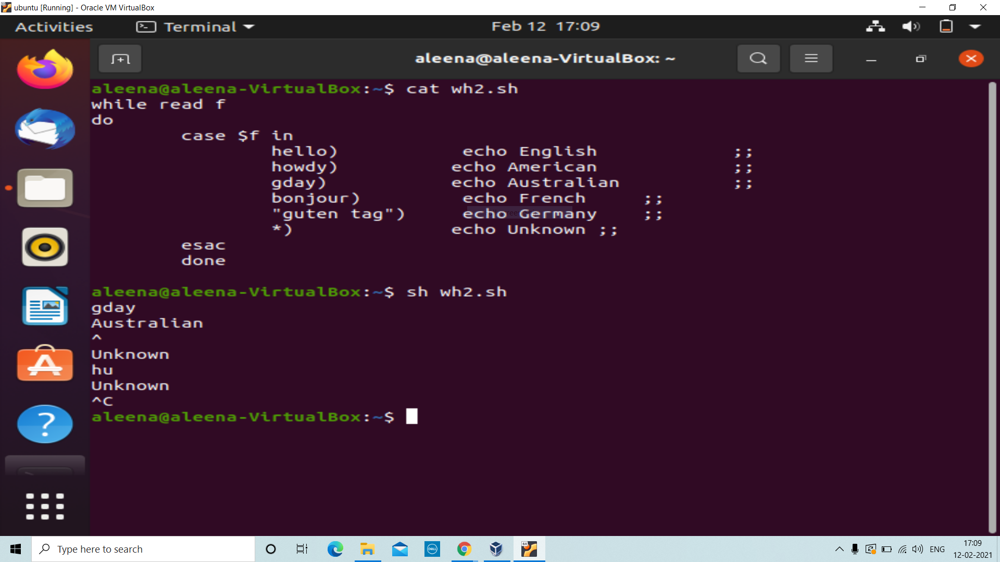 ubuntu [Running] - Oracle VM VirtualBox
Activities Terminal Feb 12 17:09
aleena@aleena-VirtualBox: ~
aleena@aleena-VirtualBox:~$ cat wh2.sh
while read f
do
case $f in
hello) echo English ;;
howdy) echo American ;;
gday) echo Australian ;;
bonjour) echo French ;;
"guten tag") echo Germany ;;
*) echo Unknown ;;
esac
done
aleena@aleena-VirtualBox:~$ sh wh2.sh
gday
Australian
^
Unknown
hu
Unknown
^C
aleena@aleena-VirtualBox:~$
Type here to search
DELL
64
ENG
17:09
12-02-2021